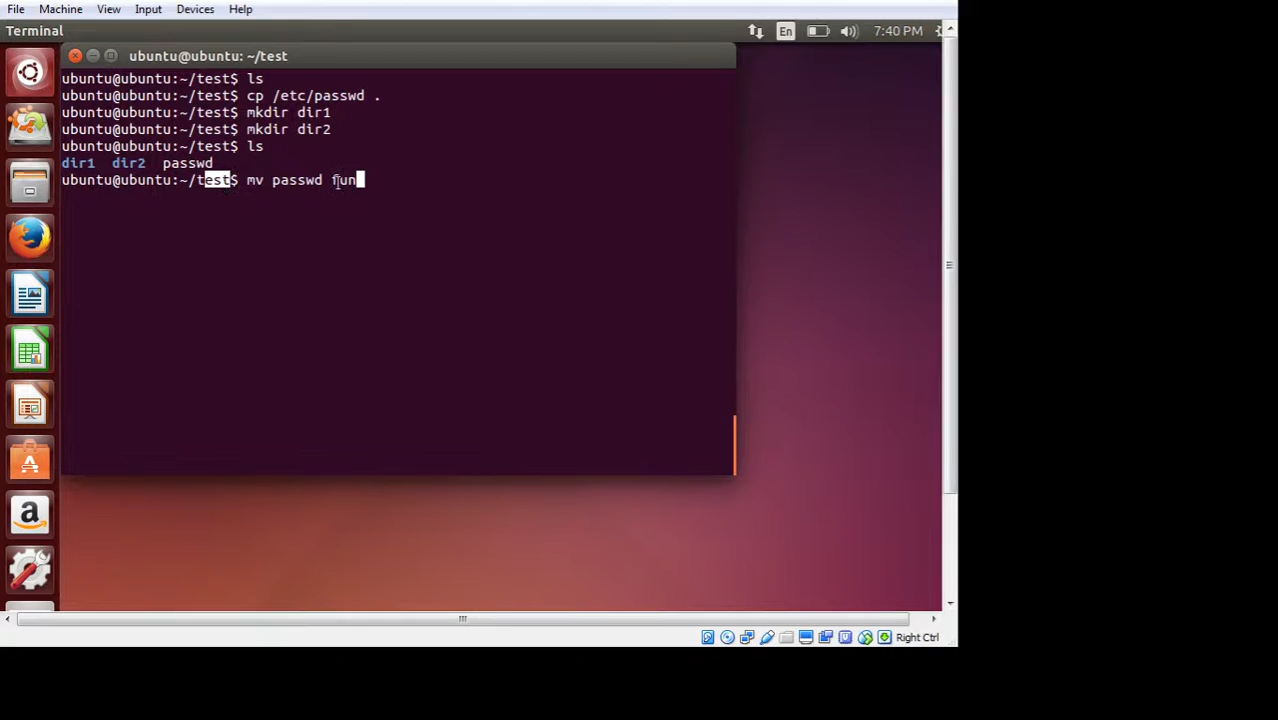 File Machine View Input Devices Help
Terminal En 7:40 PM
ubuntu@ubuntu: ~/test
ubuntu@ubuntu:~/test$ ls
ubuntu@ubuntu:~/test$ cp /etc/passwd .
ubuntu@ubuntu:~/test$ mkdir dir1
ubuntu@ubuntu:~/test$ mkdir dir2
ubuntu@ubuntu:~/test$ ls
dir1 dir2 passwd
ubuntu@ubuntu:~/test$ mv passwd fun
a
Right Ctrl